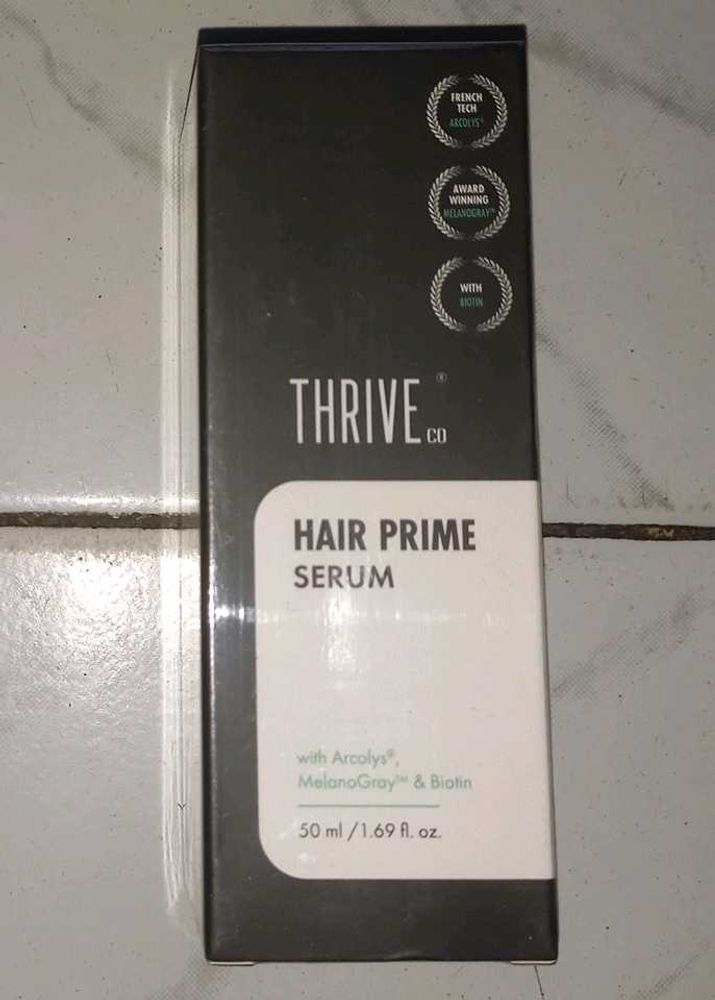 FRENCH
TECH
ARCOLYS®
AWARD
WINNING
MELANOGRAY™
WITH
BIOTIN
THRIVE®
CO
HAIR PRIME
SERUM
with Arcolys®,
MelanoGray™ & Biotin
50 ml / 1.69 fl. oz.